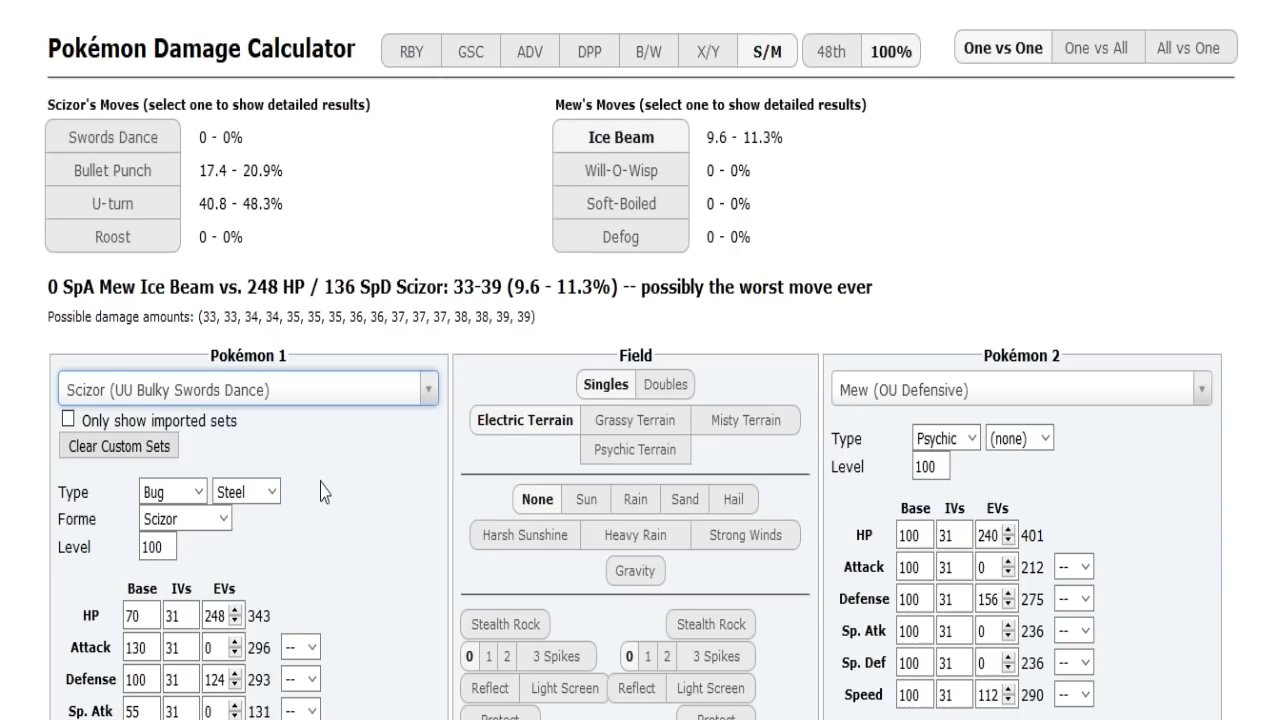 Pokémon Damage Calculator RBY GSC ADV DPP B/W X/Y S/M 48th 100% One vs One One vs All All vs One
Scizor's Moves (select one to show detailed results) Mew's Moves (select one to show detailed results)
Swords Dance 0 - 0% Ice Beam 9.6 - 11.3%
Bullet Punch 17.4 - 20.9% Will-O-Wisp 0 - 0%
U-turn 40.8 - 48.3% Soft-Boiled 0 - 0%
Roost 0 - 0% Defog 0 - 0%
0 SpA Mew Ice Beam vs. 248 HP / 136 SpD Scizor: 33-39 (9.6 - 11.3%) -- possibly the worst move ever
Possible damage amounts: (33, 33, 34, 34, 35, 35, 35, 36, 36, 37, 37, 37, 38, 38, 39, 39)
Pokémon 1
Scizor (UU Bulky Swords Dance)
Only show imported sets
Clear Custom Sets
Type Bug Steel
Forme Scizor
Level 100
Base IVs EVs
HP 70 31 248 343
Attack 130 31 0 296 --
Defense 100 31 124 293 --
Sp. Atk 55 31 0 131 --
Field
Singles Doubles
Electric Terrain Grassy Terrain Misty Terrain
Psychic Terrain
None Sun Rain Sand Hail
Harsh Sunshine Heavy Rain Strong Winds
Gravity
Stealth Rock Stealth Rock
0 1 2 3 Spikes 0 1 2 3 Spikes
Reflect Light Screen Reflect Light Screen
Protect Protect
Pokémon 2
Mew (OU Defensive)
Type Psychic (none)
Level 100
Base IVs EVs
HP 100 31 240 401
Attack 100 31 0 212 --
Defense 100 31 156 275 --
Sp. Atk 100 31 0 236 --
Sp. Def 100 31 0 236 --
Speed 100 31 112 290 --